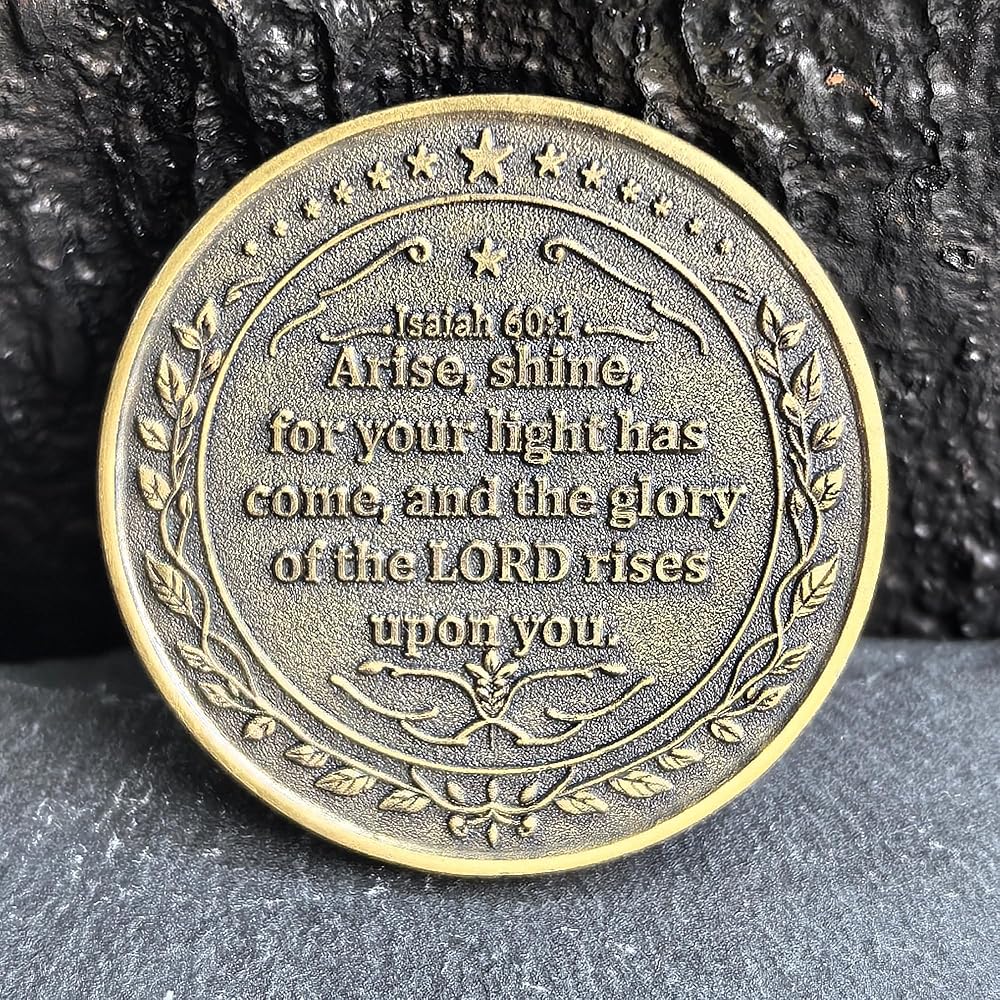 Isaiah 60:1
Arise, shine,
for your light has
come, and the glory
of the LORD rises
upon you.